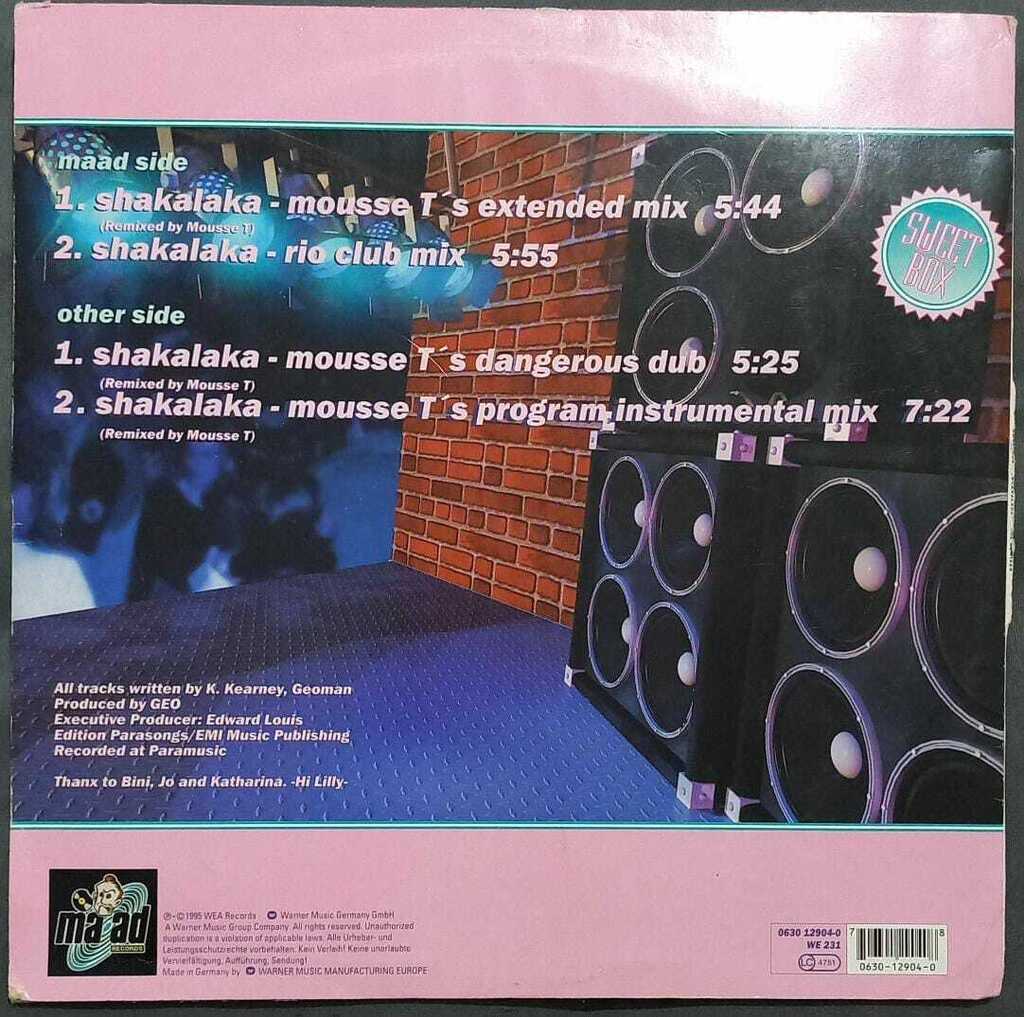 maad side
1. shakalaka - mousse T´s extended mix 5:44
(Remixed by Mousse T)
2. shakalaka - rio club mix 5:55
SWEET
BOX
other side
1. shakalaka - mousse T´s dangerous dub 5:25
(Remixed by Mousse T)
2. shakalaka - mousse T´s program instrumental mix 7:22
(Remixed by Mousse T)
All tracks written by K. Kearney, Geoman
Produced by GEO
Executive Producer: Edward Louis
Edition Parasongs/EMI Music Publishing
Recorded at Paramusic
Thanx to Bini, Jo and Katharina. -Hi Lilly-
maad
RECORDS
℗-© 1995 WEA Records Warner Music Germany GmbH
A Warner Music Group Company. All rights reserved. Unauthorized
duplication is a violation of applicable laws. Alle Urheber- und
Leistungsschutzrechte vorbehalten. Kein Verleih! Keine unerlaubte
Vervielfältigung, Aufführung, Sendung!
Made in Germany by WARNER MUSIC MANUFACTURING EUROPE
0630 12904-0
WE 231
LC 4751
7 8
0630-12904-0